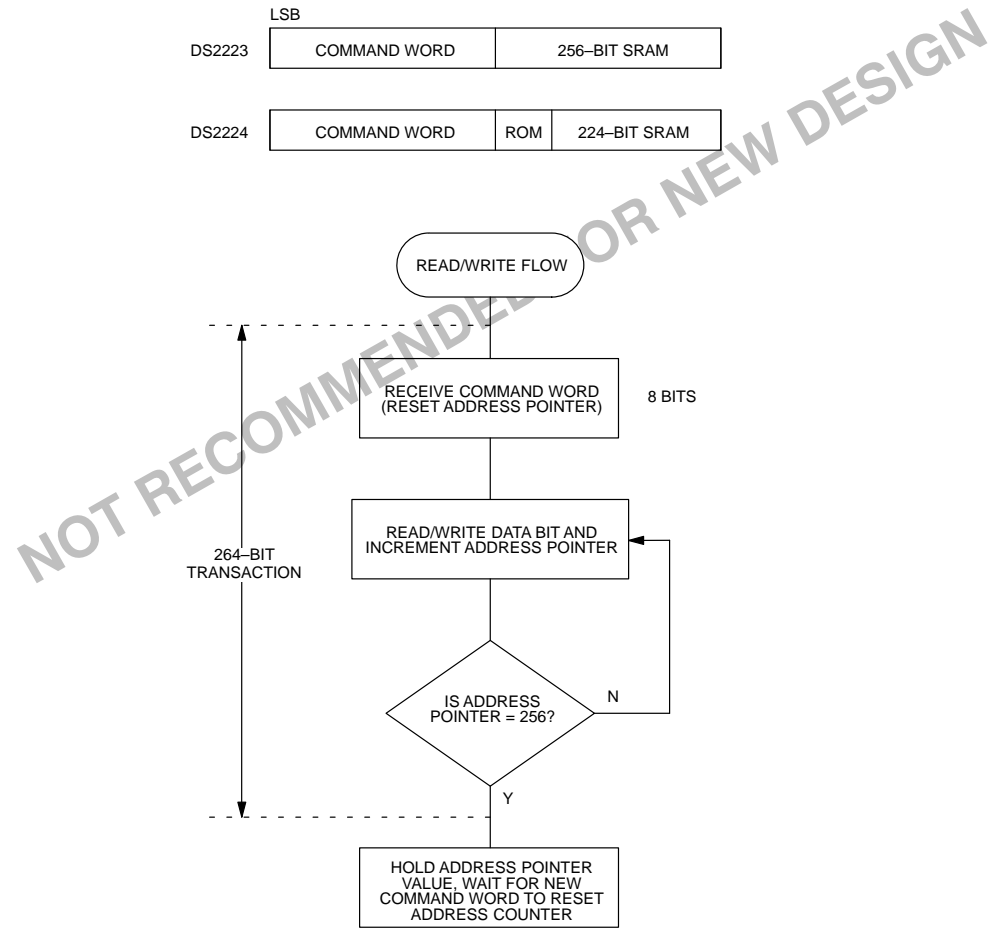 LSB
DS2223 COMMAND WORD 256–BIT SRAM
DS2224 COMMAND WORD ROM 224–BIT SRAM
NOT RECOMMENDED FOR NEW DESIGN
READ/WRITE FLOW
RECEIVE COMMAND WORD
(RESET ADDRESS POINTER)
8 BITS
READ/WRITE DATA BIT AND
INCREMENT ADDRESS POINTER
264–BIT
TRANSACTION
IS ADDRESS
POINTER = 256?
N
Y
HOLD ADDRESS POINTER
VALUE, WAIT FOR NEW
COMMAND WORD TO RESET
ADDRESS COUNTER